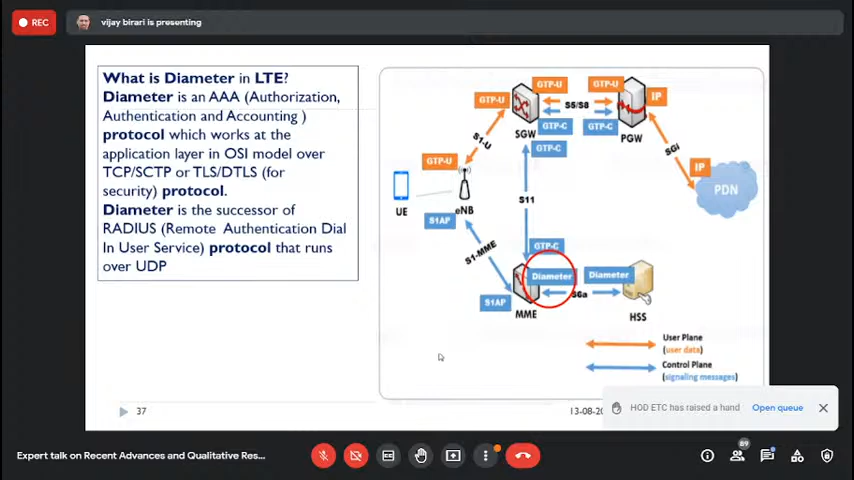 REC
vijay birari is presenting
What is Diameter in LTE?
Diameter is an AAA (Authorization,
Authentication and Accounting )
protocol which works at the
application layer in OSI model over
TCP/SCTP or TLS/DTLS (for
security) protocol.
Diameter is the successor of
RADIUS (Remote Authentication Dial
In User Service) protocol that runs
over UDP
GTP-U
GTP-U
GTP-U
S5/S8
IP
SGW
GTP-C
GTP-C
PGW
GTP-C
S1-U
SGi
GTP-U
IP
PDN
UE
eNB
S11
S1AP
S1-MME
GTP-C
Diameter
Diameter
S6a
S1AP
MME
HSS
User Plane
(user data)
Control Plane
(signaling messages)
37
13-08-20
HOD ETC has raised a hand
Open queue
Expert talk on Recent Advances and Qualitative Res...
89